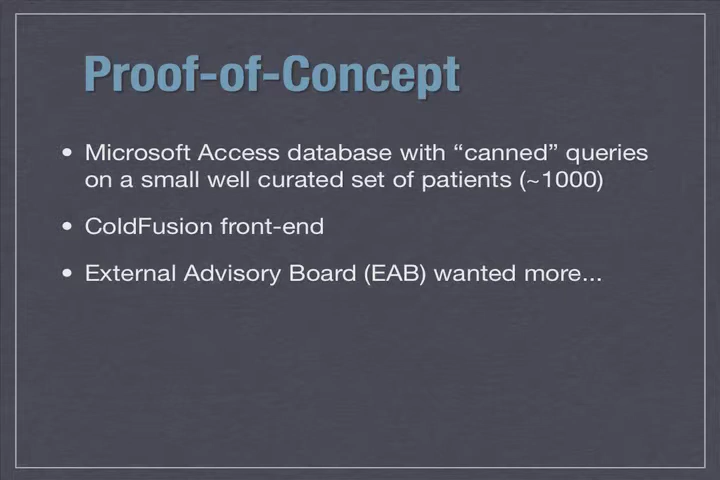 Proof-of-Concept
• Microsoft Access database with “canned” queries
on a small well curated set of patients (~1000)
• ColdFusion front-end
• External Advisory Board (EAB) wanted more...